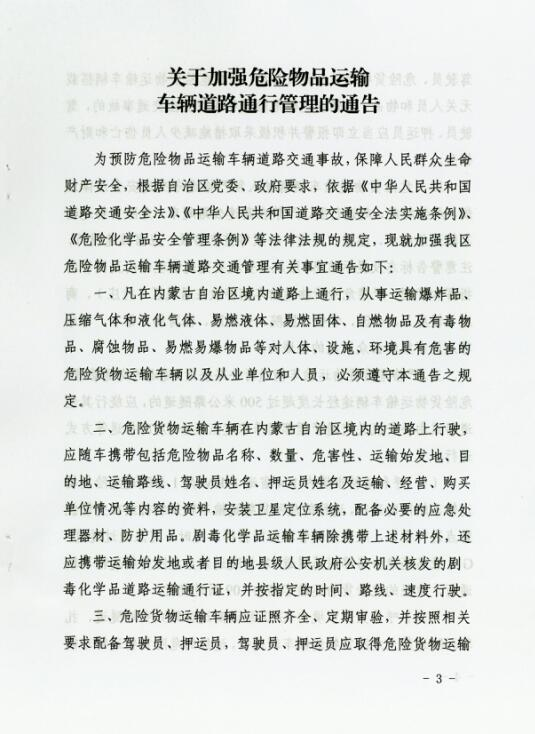 关于加强危险物品运输
车辆道路通行管理的通告
为预防危险物品运输车辆道路交通事故，保障人民群众生命
财产安全，根据自治区党委、政府要求，依据《中华人民共和国
道路交通安全法》、《中华人民共和国道路交通安全法实施条例》、
《危险化学品安全管理条例》等法律法规的规定，现就加强我区
危险物品运输车辆道路交通管理有关事宜通告如下：
一、凡在内蒙古自治区境内道路上通行，从事运输爆炸品、
压缩气体和液化气体、易燃液体、易燃固体、自燃物品及有毒物
品、腐蚀物品、易燃易爆物品等对人体、设施、环境具有危害的
危险货物运输车辆以及从业单位和人员，必须遵守本通告之规
定。
二、危险货物运输车辆在内蒙古自治区境内的道路上行驶，
应随车携带包括危险物品名称、数量、危害性、运输始发地、目
的地、运输路线、驾驶员姓名、押运员姓名及运输、经营、购买
单位情况等内容的资料，安装卫星定位系统，配备必要的应急处
理器材、防护用品。剧毒化学品运输车辆除携带上述材料外，还
应携带运输始发地或者目的地县级人民政府公安机关核发的剧
毒化学品道路运输通行证，并按指定的时间、路线、速度行驶。
三、危险货物运输车辆应证照齐全，定期审验，并按照相关
要求配备驾驶员、押运员，驾驶员、押运员应取得危险货物运输
- 3 -